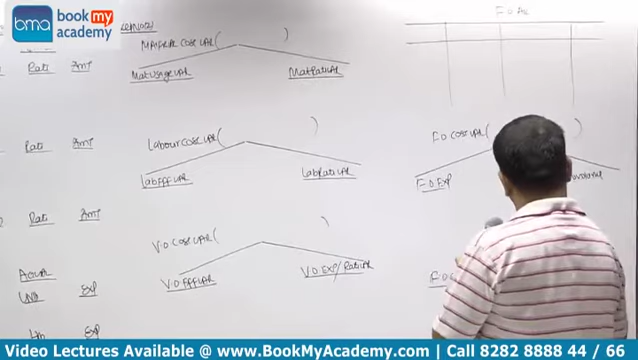 bma book my academy
F.O A/c
MATERIAL COST VAR ( )
Rate Amt
Mat Usage VAR Mat Rate VAR
Rate Amt
Labour Cost VAR ( )
F.O COST VAR ( )
Lab Eff VAR Lab Rate VAR
F.O. Exp
Rate Amt
V.O COST VAR ( )
Actual
V.O EFF VAR V.O EXP/Rate VAR
Exp
Exp
Video Lectures Available @ www.BookMyAcademy.com | Call 8282 8888 44 / 66